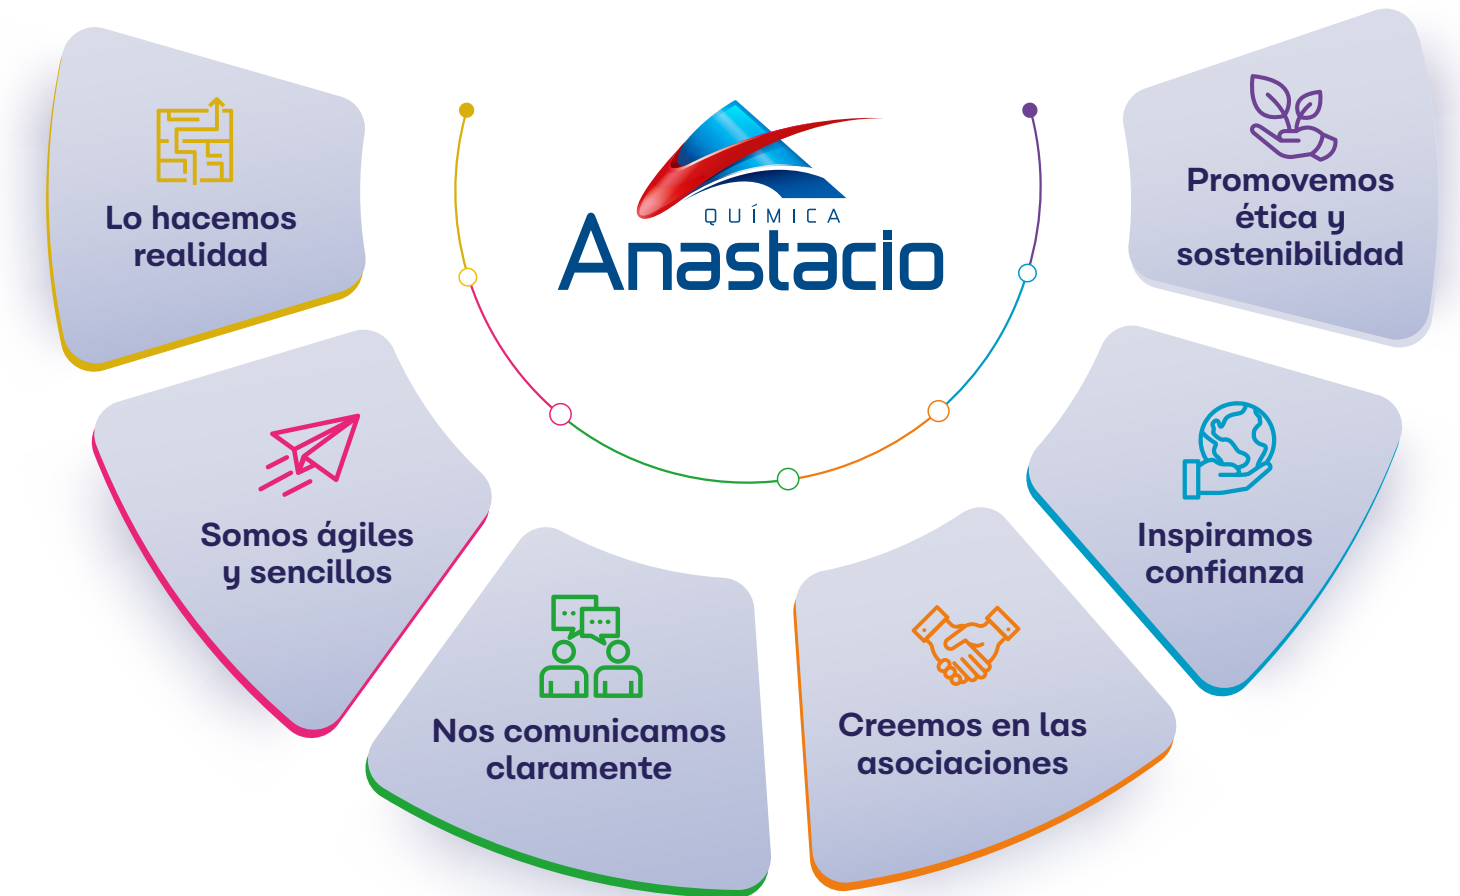 QUÍMICA
Anastacio
Lo hacemos
realidad
Somos ágiles
y sencillos
Nos comunicamos
claramente
Creemos en las
asociaciones
Inspiramos
confianza
Promovemos
ética y
sostenibilidad